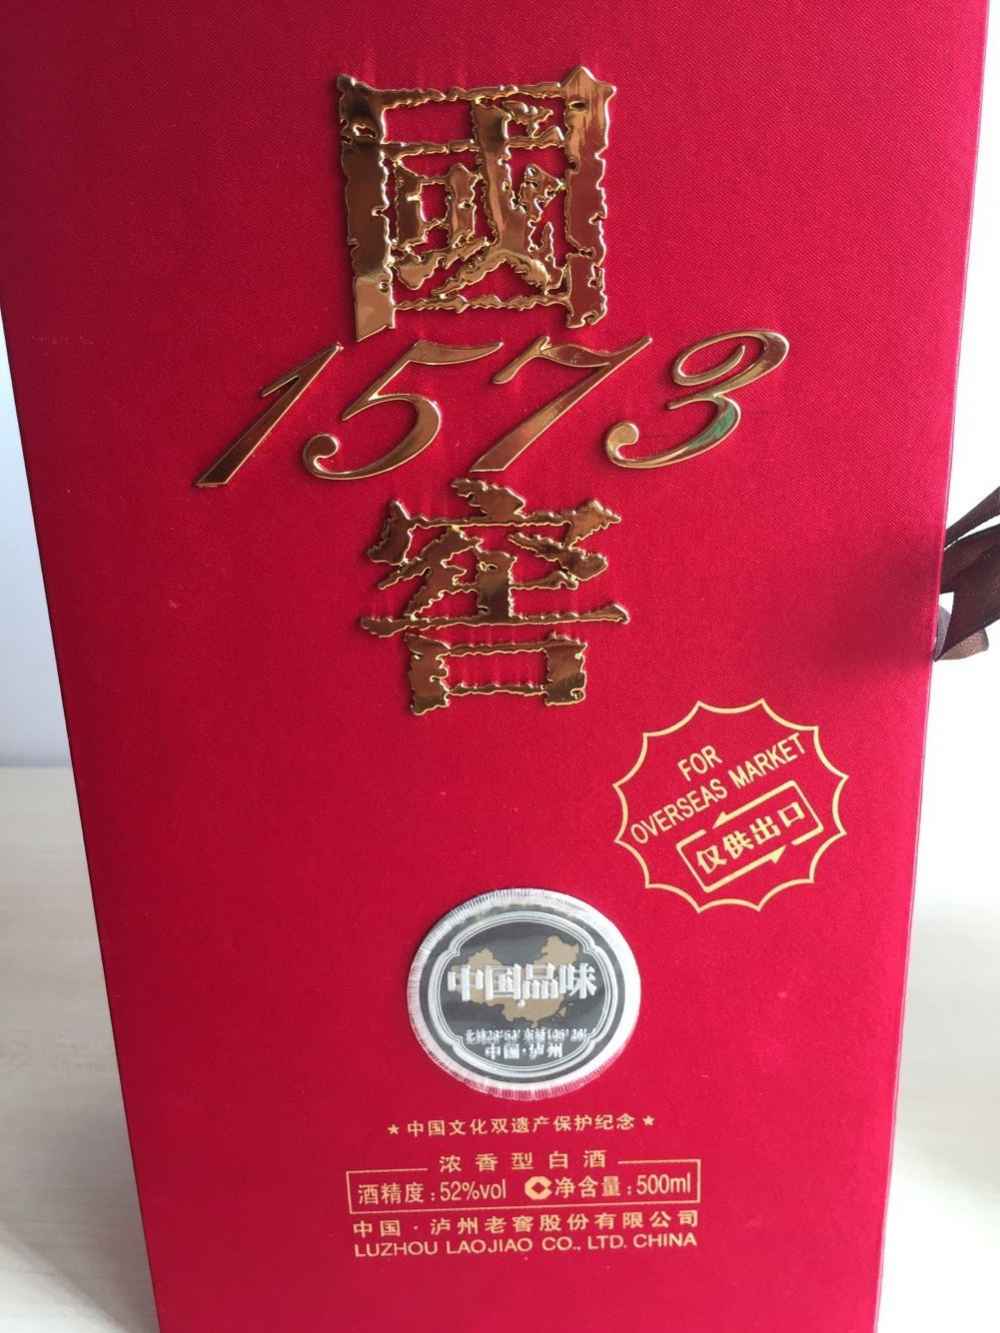 國
1573
窖
FOR
OVERSEAS MARKET
仅供出口
中国品味
中國·泸州
★中国文化双遗产保护纪念★
浓香型白酒
酒精度:52%vol 净含量:500ml
中国·泸州老窖股份有限公司
LUZHOU LAOJIAO CO., LTD. CHINA